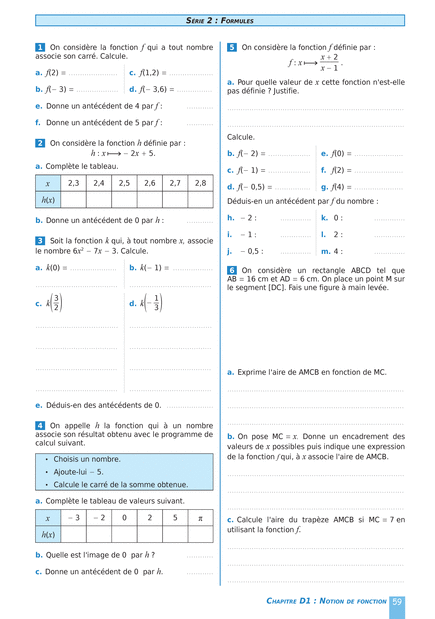 SÉRIE 2 : FORMULES
1 On considère la fonction f qui a tout nombre
associe son carré. Calcule.
a. f(2) = ....................
c. f(1,2) = ....................
b. f(− 3) = ....................
d. f(− 3,6) = ....................
e. Donne un antécédent de 4 par f : ............
f. Donne un antécédent de 5 par f : ............
2 On considère la fonction h définie par :
h : x ⟼ − 2x + 5.
a. Complète le tableau.
x 2,3 2,4 2,5 2,6 2,7 2,8
h(x)
b. Donne un antécédent de 0 par h : ............
3 Soit la fonction k qui, à tout nombre x, associe
le nombre 6x² − 7x − 3. Calcule.
a. k(0) = ....................
b. k(− 1) = ....................
c. k(3/2)
d. k(− 1/3)
e. Déduis-en des antécédents de 0. ....................
4 On appelle h la fonction qui à un nombre
associe son résultat obtenu avec le programme de
calcul suivant.
• Choisis un nombre.
• Ajoute-lui − 5.
• Calcule le carré de la somme obtenue.
a. Complète le tableau de valeurs suivant.
x − 3 − 2 0 2 5 π
h(x)
b. Quelle est l'image de 0 par h ? ............
c. Donne un antécédent de 0 par h. ............
5 On considère la fonction f définie par :
f : x ⟼ (x + 2)/(x − 1) .
a. Pour quelle valeur de x cette fonction n'est-elle
pas définie ? Justifie.
Calcule.
b. f(− 2) = ....................
e. f(0) = ....................
c. f(− 1) = ....................
f. f(2) = ....................
d. f(− 0,5) = ....................
g. f(4) = ....................
Déduis-en un antécédent par f du nombre :
h. − 2 : ............
k. 0 : ............
i. − 1 : ............
l. 2 : ............
j. − 0,5 : ............
m. 4 : ............
6 On considère un rectangle ABCD tel que
AB = 16 cm et AD = 6 cm. On place un point M sur
le segment [DC]. Fais une figure à main levée.
a. Exprime l'aire de AMCB en fonction de MC.
b. On pose MC = x. Donne un encadrement des
valeurs de x possibles puis indique une expression
de la fonction f qui, à x associe l'aire de AMCB.
c. Calcule l'aire du trapèze AMCB si MC = 7 en
utilisant la fonction f.
CHAPITRE D1 : NOTION DE FONCTION 59